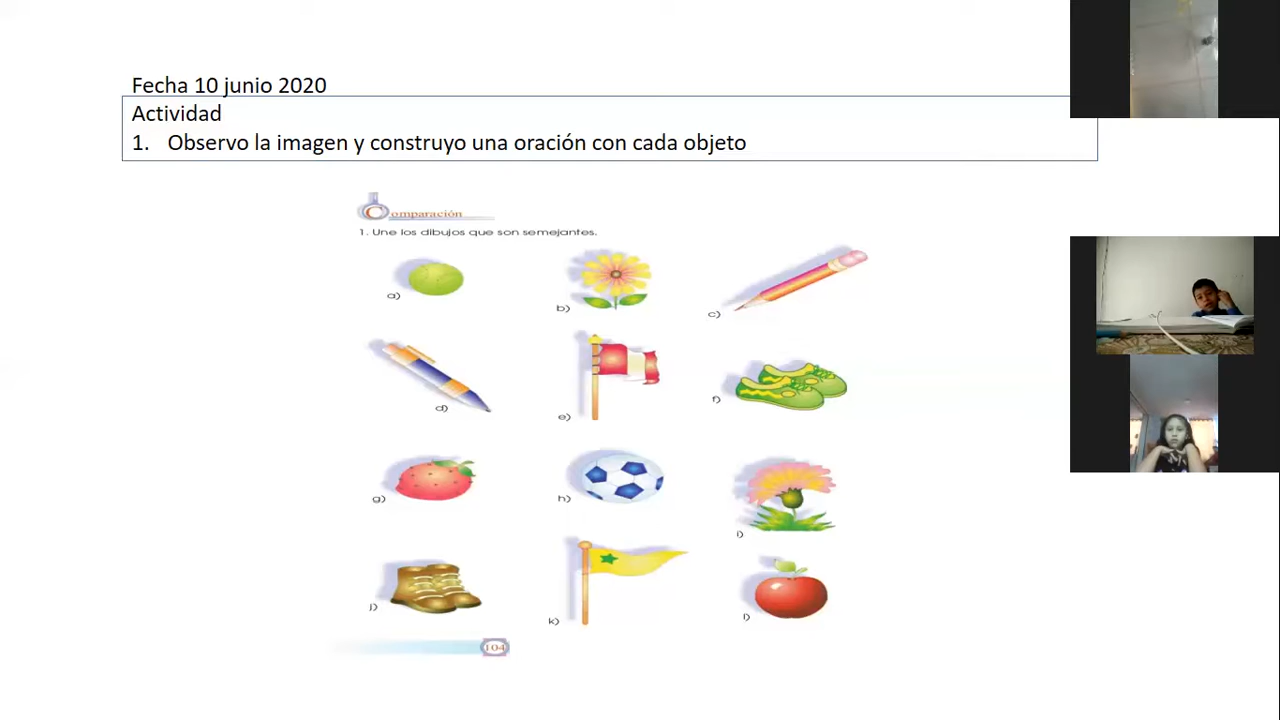 Fecha 10 junio 2020
Actividad
1. Observo la imagen y construyo una oración con cada objeto
Comparación
1. Une los dibujos que son semejantes.
a)
b)
c)
d)
e)
f)
g)
h)
i)
j)
k)
l)
104